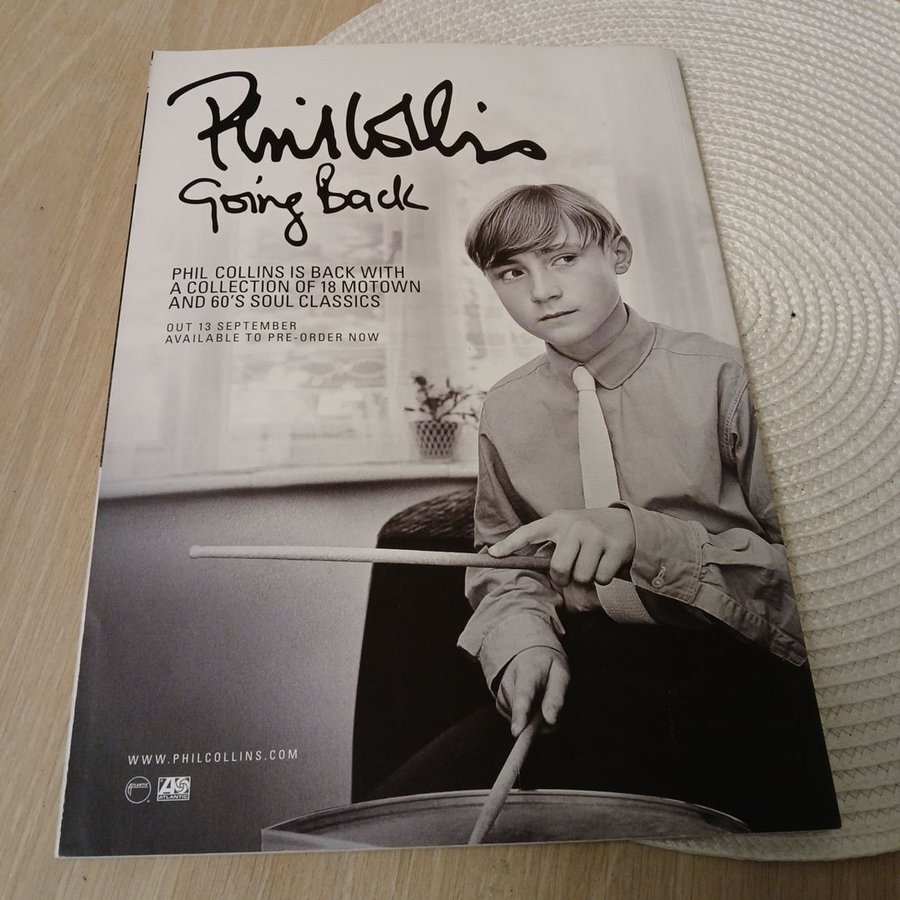 Phil Collins
Going Back
PHIL COLLINS IS BACK WITH
A COLLECTION OF 18 MOTOWN
AND 60'S SOUL CLASSICS
OUT 13 SEPTEMBER
AVAILABLE TO PRE-ORDER NOW
WWW.PHILCOLLINS.COM
ATLANTIC
ATLANTIC